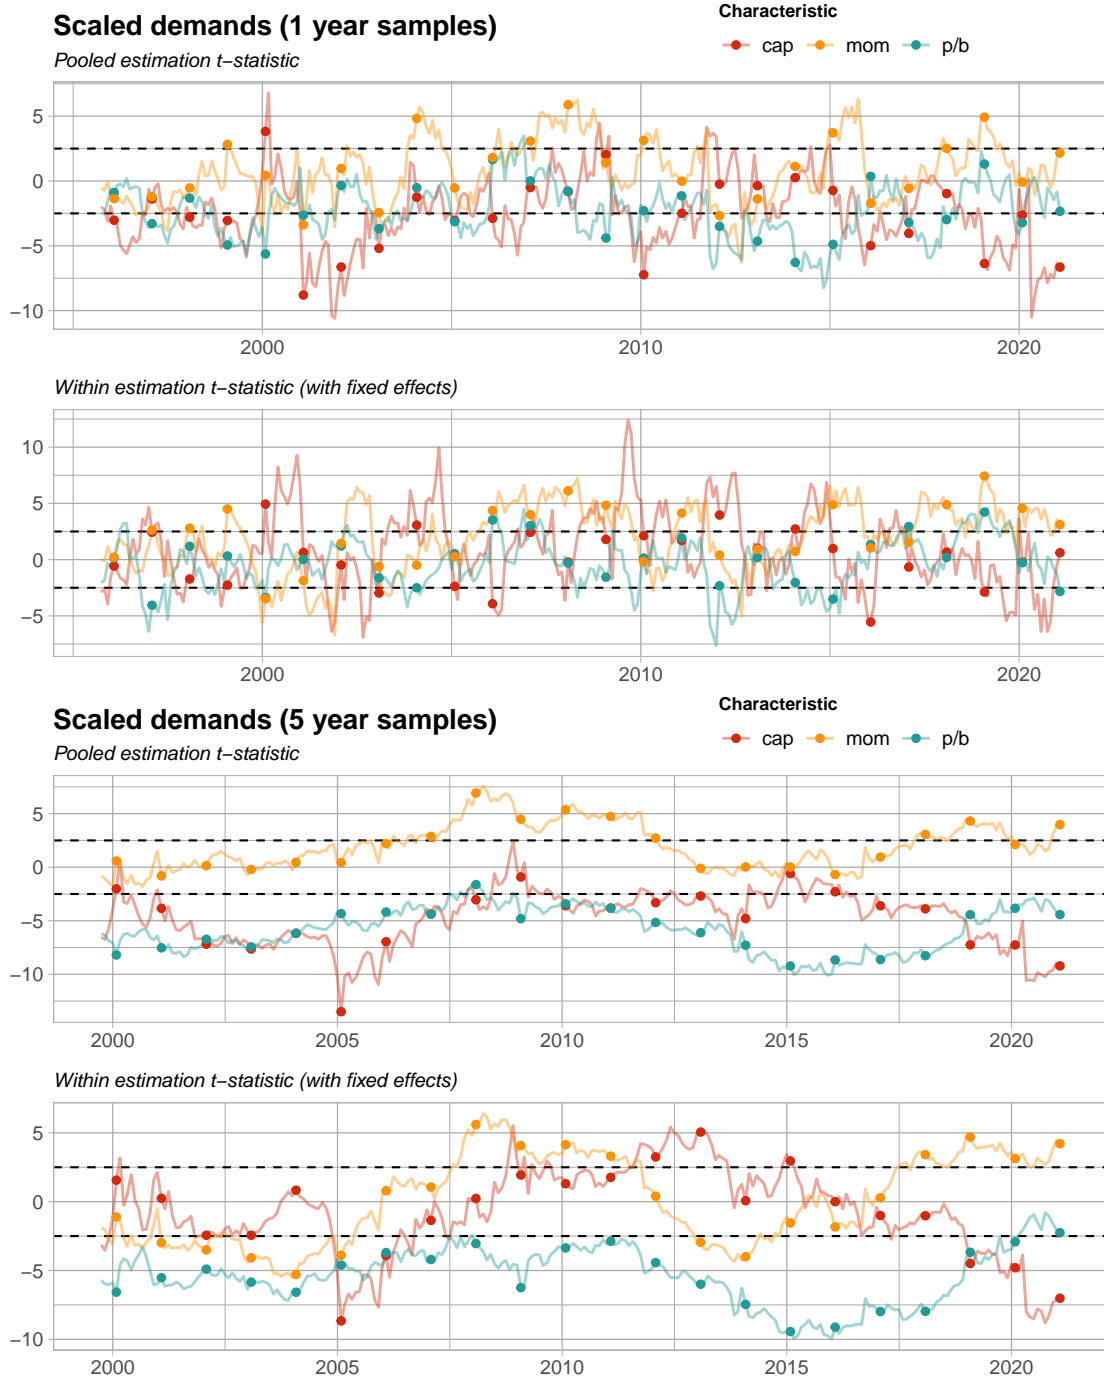 Scaled demands (1 year samples)
Characteristic
cap mom p/b
Pooled estimation t−statistic
5
0
−5
−10
2000 2010 2020
Within estimation t−statistic (with fixed effects)
10
5
0
−5
2000 2010 2020
Scaled demands (5 year samples)
Characteristic
cap mom p/b
Pooled estimation t−statistic
5
0
−5
−10
2000 2005 2010 2015 2020
Within estimation t−statistic (with fixed effects)
5
0
−5
−10
2000 2005 2010 2015 2020